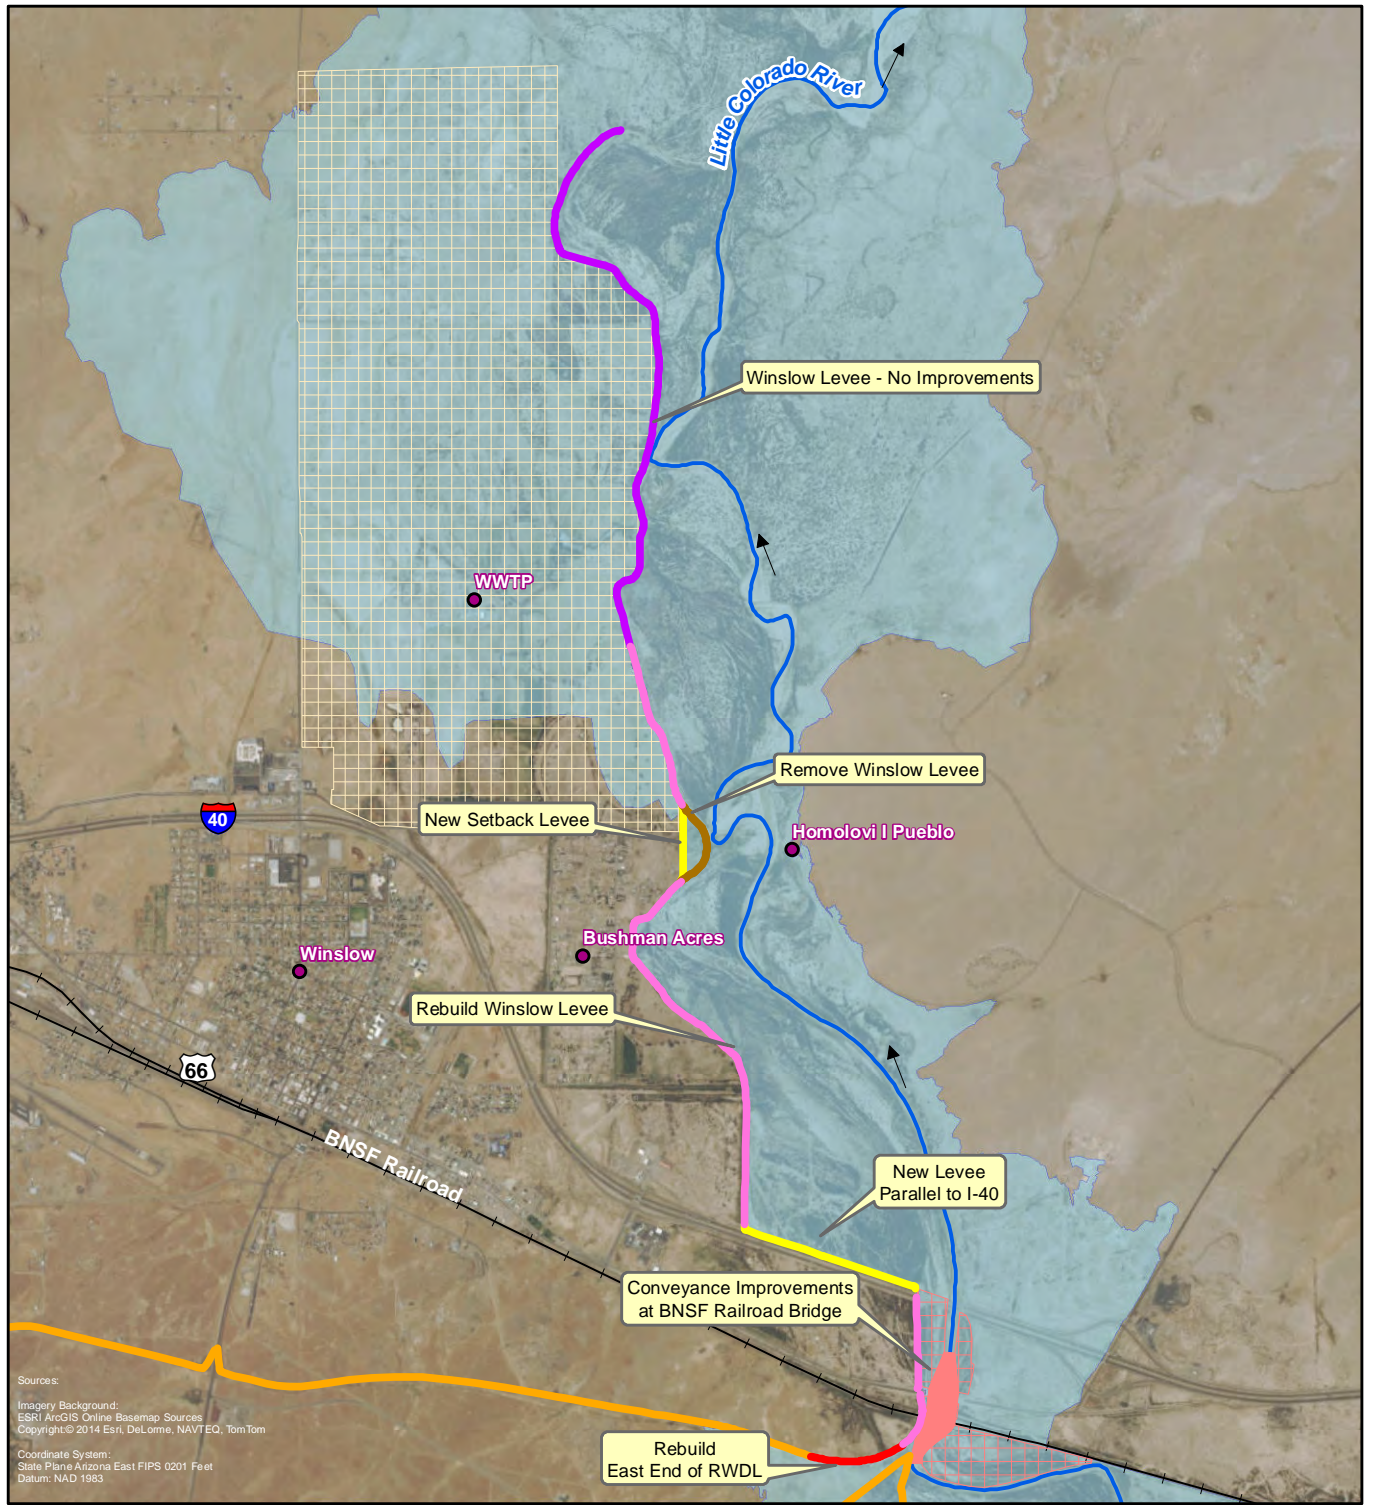 Little Colorado River
Winslow Levee - No Improvements
WWTP
Remove Winslow Levee
New Setback Levee
40
Homolovi I Pueblo
Bushman Acres
Winslow
Rebuild Winslow Levee
66
BNSF Railroad
New Levee
Parallel to I-40
Conveyance Improvements
at BNSF Railroad Bridge
Rebuild
East End of RWDL
Sources:
Imagery Background:
ESRI ArcGIS Online Basemap Sources
Copyright:© 2014 Esri, DeLorme, NAVTEQ, TomTom
Coordinate System:
State Plane Arizona East FIPS 0201 Feet
Datum: NAD 1983